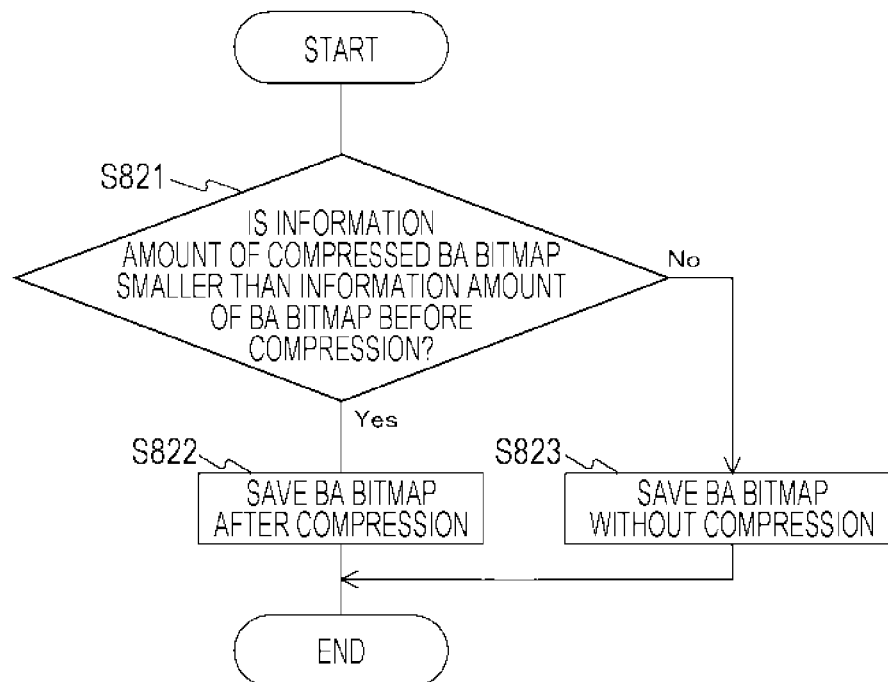 START
S821
IS INFORMATION
AMOUNT OF COMPRESSED BA BITMAP
SMALLER THAN INFORMATION AMOUNT
OF BA BITMAP BEFORE
COMPRESSION?
No
Yes
S822
SAVE BA BITMAP
AFTER COMPRESSION
S823
SAVE BA BITMAP
WITHOUT COMPRESSION
END